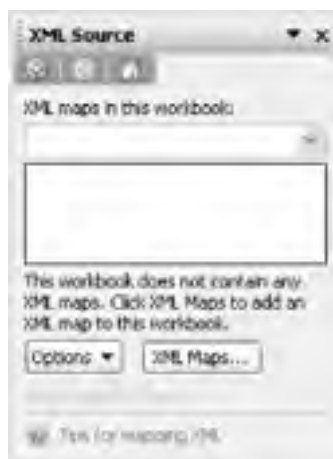 XML Source
XML maps in this workbook:
This workbook does not contain any
XML maps. Click XML Maps to add an
XML map to this workbook.
Options
XML Maps...
Tips for mapping XML